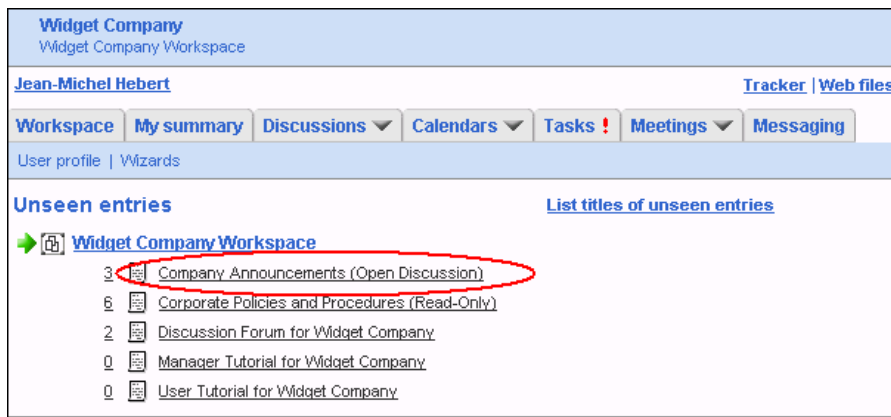 Widget Company
Widget Company Workspace
Jean-Michel Hebert Tracker | Web files
Workspace My summary Discussions Calendars Tasks ! Meetings Messaging
User profile | Wizards
Unseen entries List titles of unseen entries
Widget Company Workspace
3 Company Announcements (Open Discussion)
6 Corporate Policies and Procedures (Read-Only)
2 Discussion Forum for Widget Company
0 Manager Tutorial for Widget Company
0 User Tutorial for Widget Company